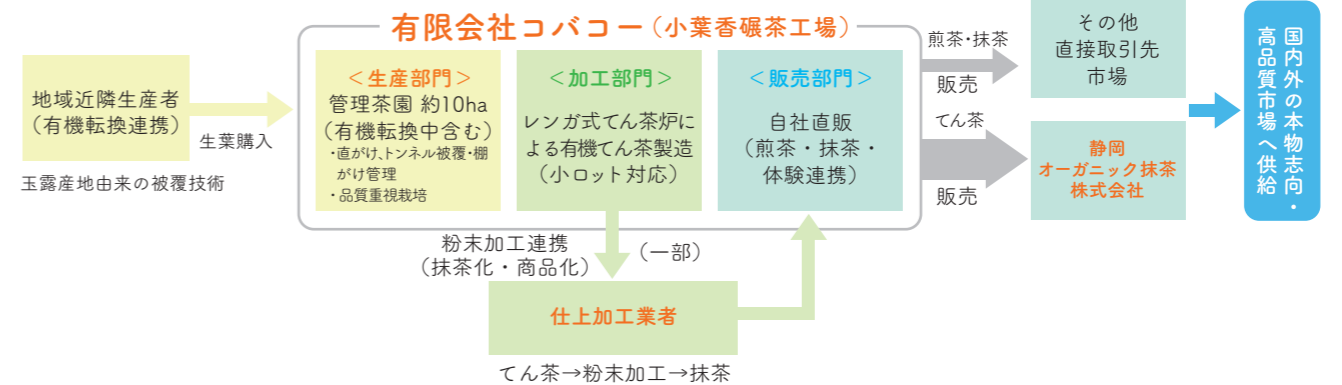 有限会社コバコー(小葉香碾茶工場)
地域近隣生産者
(有機転換連携)
生葉購入
玉露産地由来の被覆技術
<生産部門>
管理茶園 約10ha
(有機転換中含む)
・直がけ、トンネル被覆・棚
がけ管理
・品質重視栽培
<加工部門>
レンガ式てん茶炉に
よる有機てん茶製造
(小ロット対応)
<販売部門>
自社直販
(煎茶・抹茶・
体験連携)
粉末加工連携
(抹茶化・商品化)
(一部)
仕上加工業者
てん茶→粉末加工→抹茶
煎茶・抹茶
販売
てん茶
販売
その他
直接取引先
市場
静岡
オーガニック抹茶
株式会社
国内外の本物志向・
高品質市場へ供給